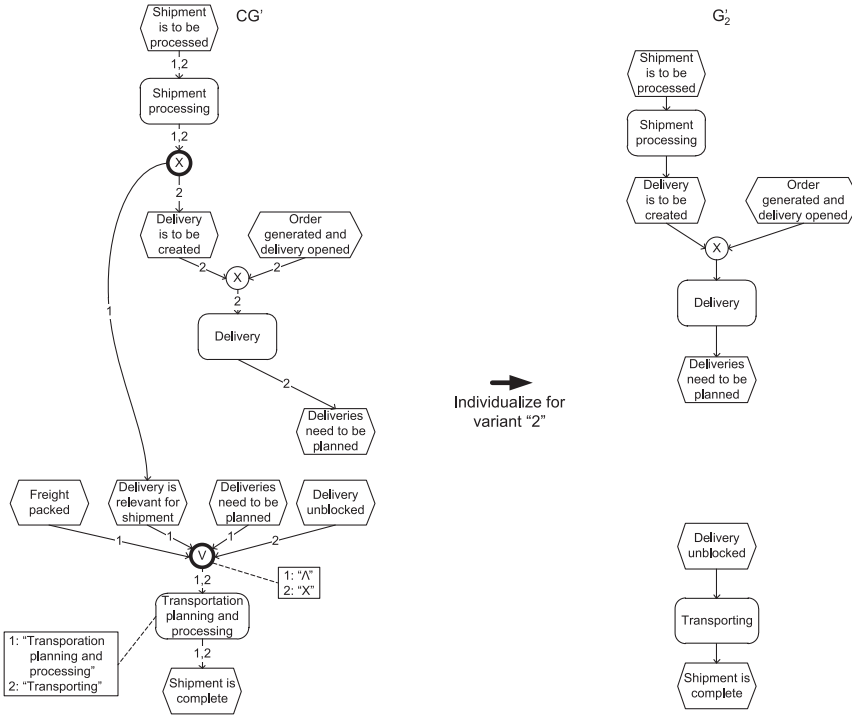 CG'
Shipment
is to be
processed
1,2
Shipment
processing
1,2
X
2
Delivery
is to be
created
Order
generated and
delivery opened
2
2
X
2
1
Delivery
2
Deliveries
need to be
planned
Freight
packed
Delivery is
relevant for
shipment
Deliveries
need to be
planned
Delivery
unblocked
1
1
1
2
V
1,2
1: "Λ"
2: "X"
Transportation
planning and
processing
1: "Transporation
planning and
processing"
2: "Transporting"
1,2
Shipment is
complete
Individualize for
variant "2"
G'2
Shipment
is to be
processed
Shipment
processing
Delivery
is to be
created
Order
generated and
delivery opened
X
Delivery
Deliveries
need to be
planned
Delivery
unblocked
Transporting
Shipment is
complete